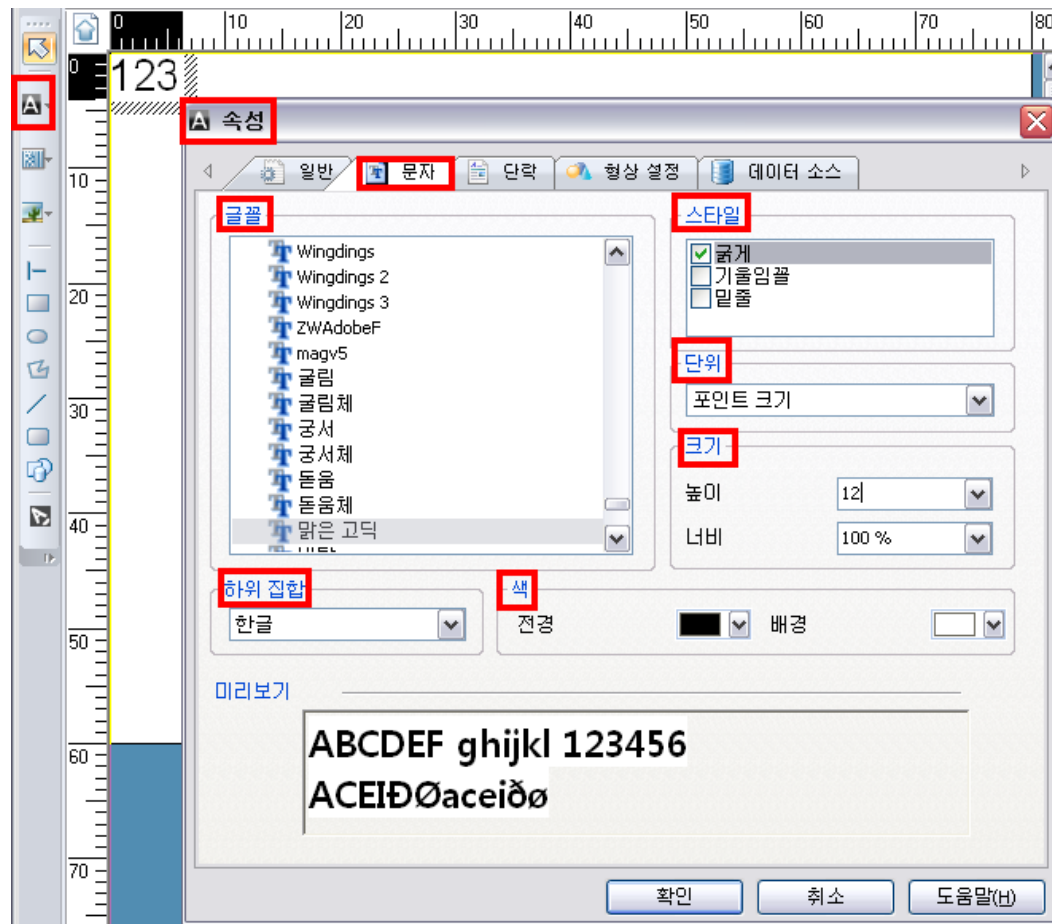 0 10 20 30 40 50 60 70 80
0
10
20
30
40
50
60
70
123
A
A 속성
일반 문자 단락 형상 설정 데이터 소스
글꼴
Wingdings
Wingdings 2
Wingdings 3
ZWAdobeF
magv5
굴림
굴림체
궁서
궁서체
돋움
돋움체
맑은 고딕
스타일
굵게
기울임꼴
밑줄
단위
포인트 크기
크기
높이 12
너비 100 %
하위 집합
한글
색
전경 배경
미리보기
ABCDEF ghijkl 123456
ACEIÐØaceiðø
확인 취소 도움말(H)